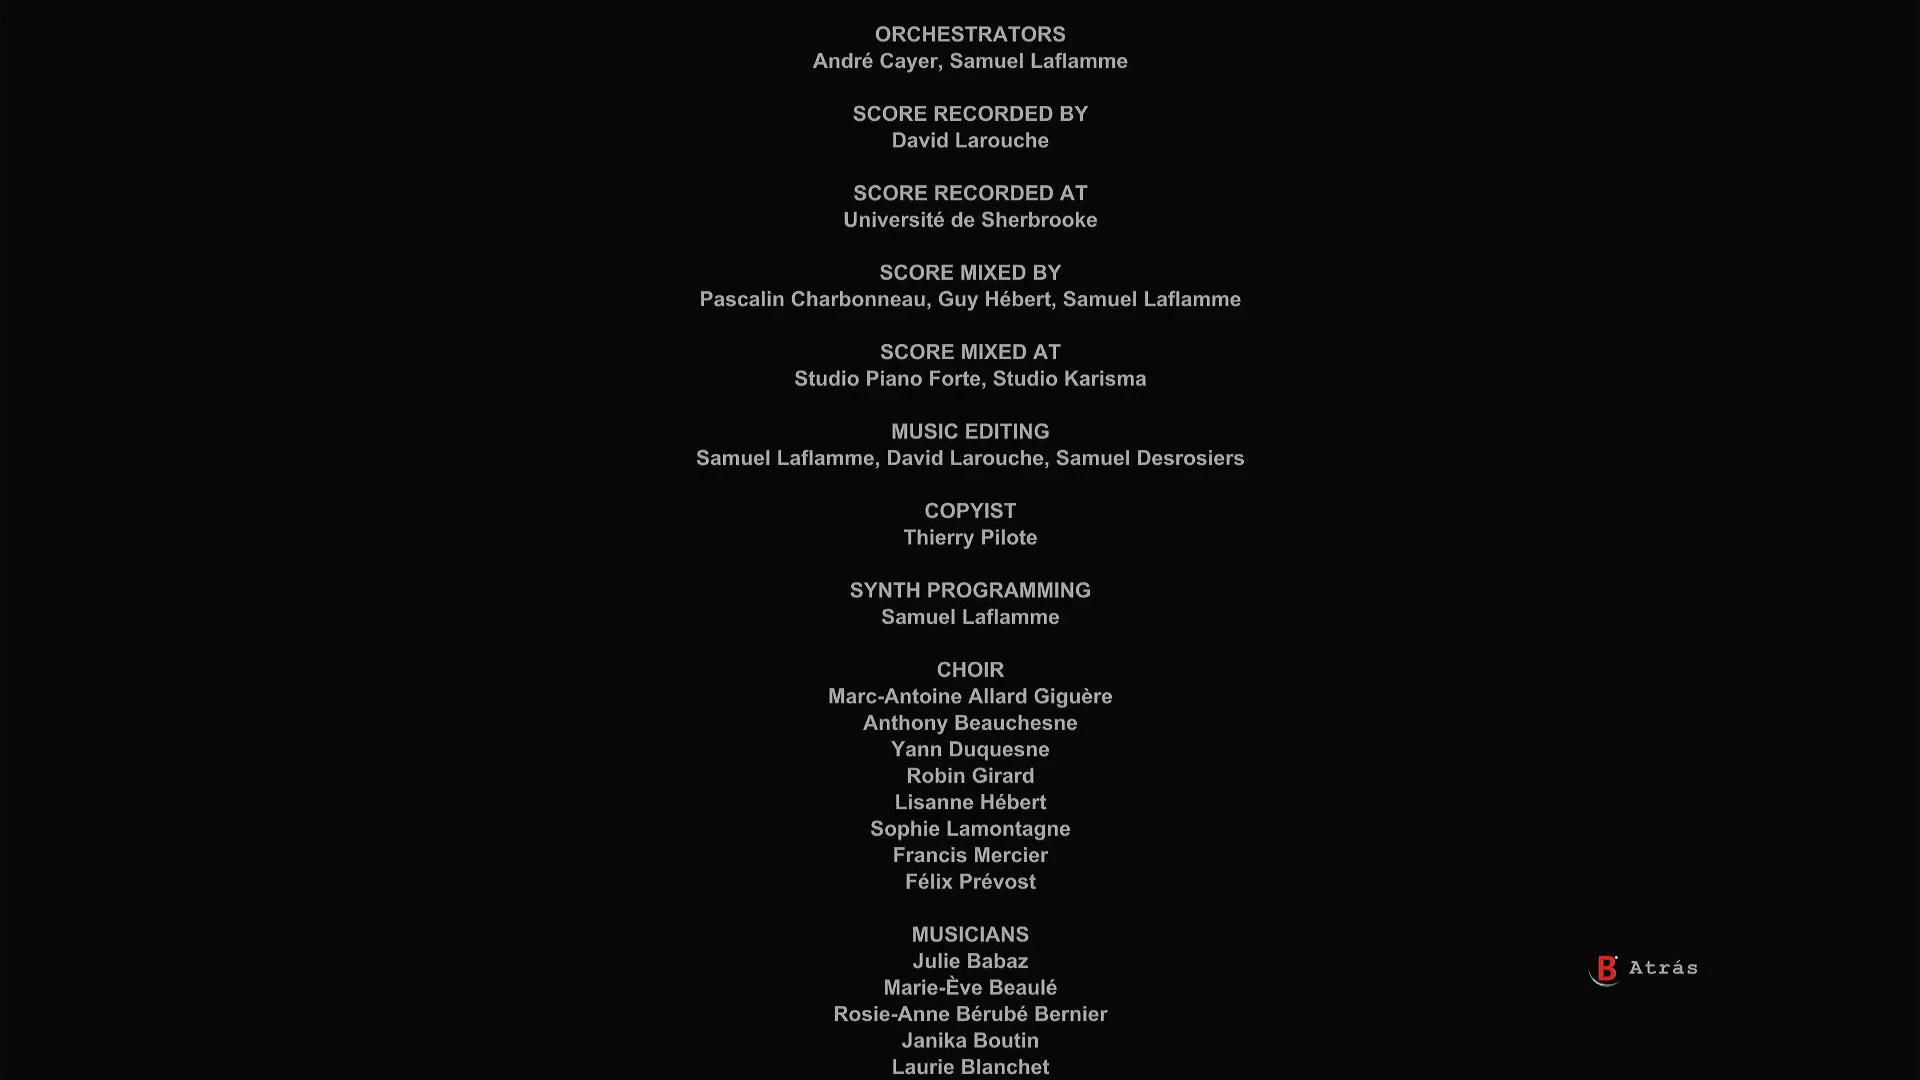 ORCHESTRATORS
André Cayer, Samuel Laflamme
SCORE RECORDED BY
David Larouche
SCORE RECORDED AT
Université de Sherbrooke
SCORE MIXED BY
Pascalin Charbonneau, Guy Hébert, Samuel Laflamme
SCORE MIXED AT
Studio Piano Forte, Studio Karisma
MUSIC EDITING
Samuel Laflamme, David Larouche, Samuel Desrosiers
COPYIST
Thierry Pilote
SYNTH PROGRAMMING
Samuel Laflamme
CHOIR
Marc-Antoine Allard Giguère
Anthony Beauchesne
Yann Duquesne
Robin Girard
Lisanne Hébert
Sophie Lamontagne
Francis Mercier
Félix Prévost
MUSICIANS
Julie Babaz
Marie-Ève Beaulé
Rosie-Anne Bérubé Bernier
Janika Boutin
Laurie Blanchet
B Atrás